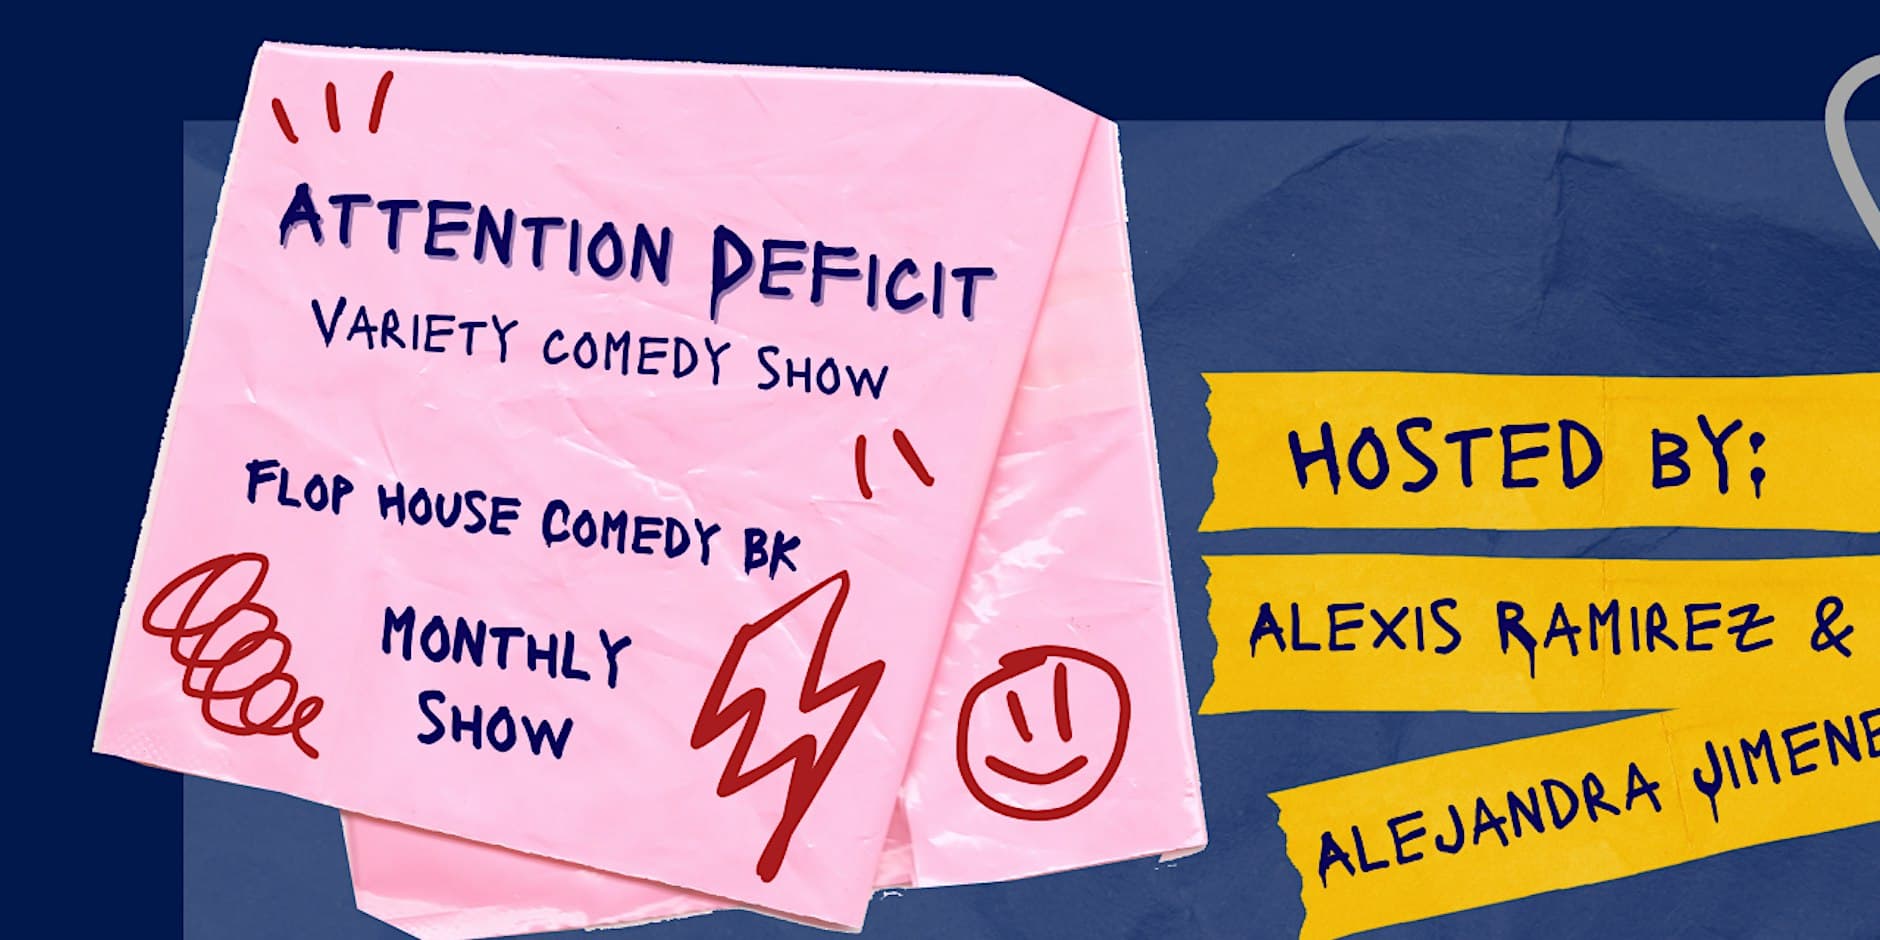 ATTENTION DEFICIT
VARIETY COMEDY SHOW
FLOP HOUSE COMEDY BK
MONTHLY
SHOW
HOSTED BY:
ALEXIS RAMIREZ &
ALEJANDRA